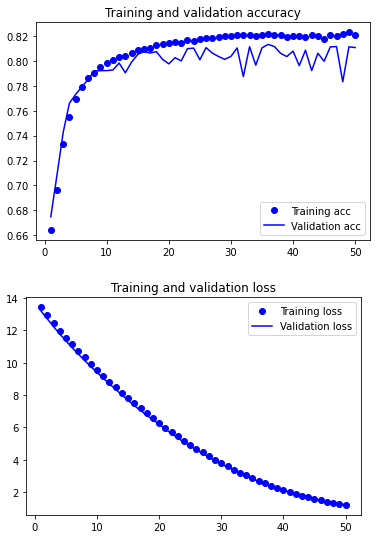 Training and validation accuracy
0.82
0.80
0.78
0.76
0.74
0.72
0.70
0.68
0.66
Training acc
Validation acc
0 10 20 30 40 50
Training and validation loss
14
12
10
8
6
4
2
Training loss
Validation loss
0 10 20 30 40 50